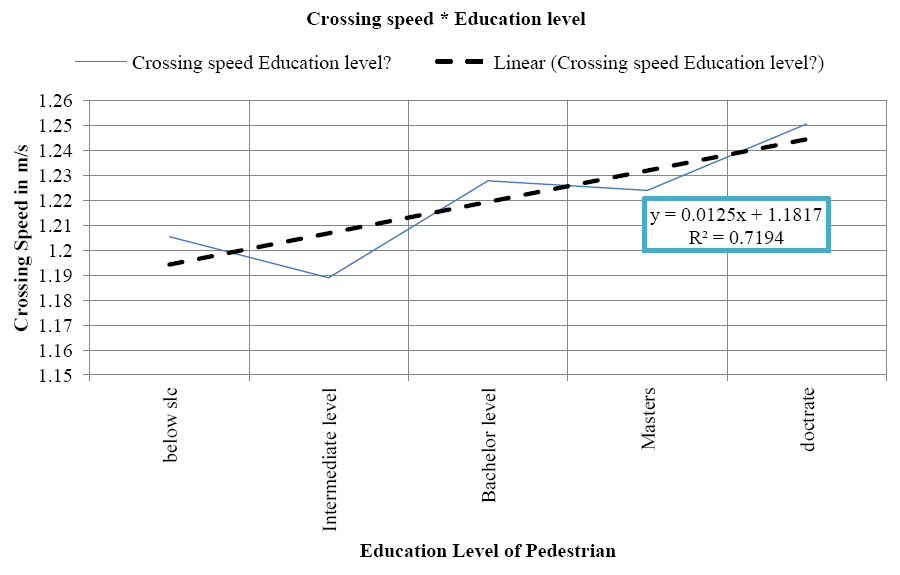 Crossing speed * Education level
Crossing speed Education level?
Linear (Crossing speed Education level?)
1.26
1.25
1.24
1.23
1.22
1.21
1.2
1.19
1.18
1.17
1.16
1.15
Crossing Speed in m/s
y = 0.0125x + 1.1817
R² = 0.7194
below slc
Intermediate level
Bachelor level
Masters
doctrate
Education Level of Pedestrian